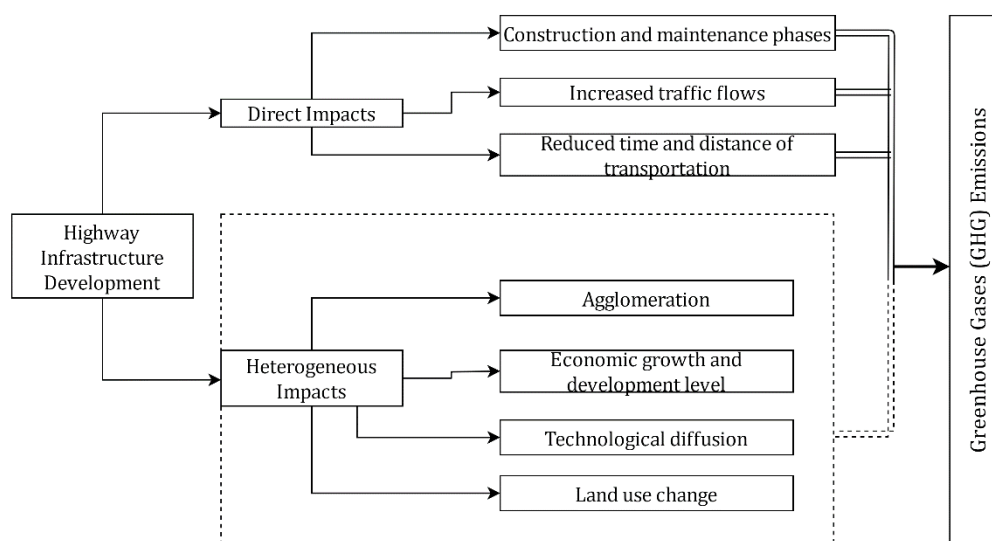 Construction and maintenance phases
Increased traffic flows
Direct Impacts
Reduced time and distance of
transportation
Highway
Infrastructure
Development
Agglomeration
Heterogeneous
Impacts
Economic growth and
development level
Technological diffusion
Land use change
Greenhouse Gases (GHG) Emissions